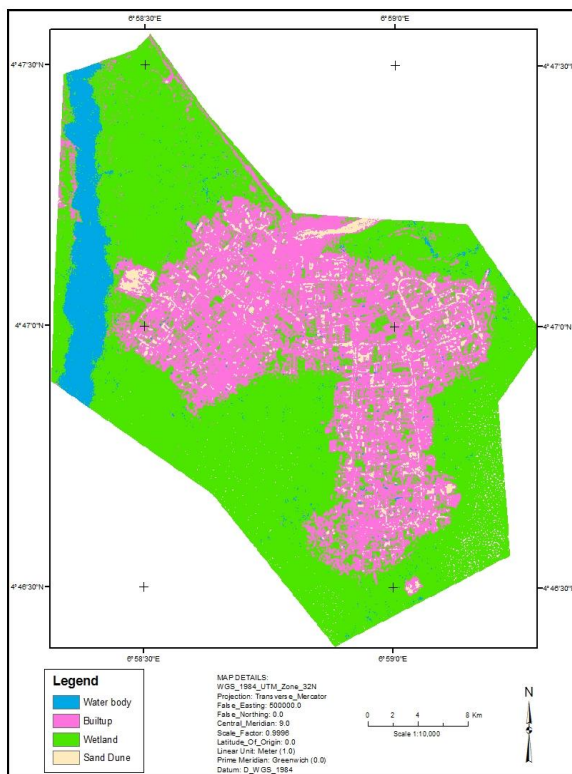 6°58'30"E
6°59'0"E
4°47'30"N
4°47'30"N
4°47'0"N
4°47'0"N
4°46'30"N
4°46'30"N
6°58'30"E
6°59'0"E
Legend
Water body
Builtup
Wetland
Sand Dune
MAP DETAILS:
WGS_1984_UTM_Zone_32N
Projection: Transverse_Mercator
False_Easting: 500000.0
False_Northing: 0.0
Central_Meridian: 9.0
Scale_Factor: 0.9996
Latitude_Of_Origin: 0.0
Linear Unit: Meter (1.0)
Prime Meridian: Greenwich (0.0)
Datum: D_WGS_1984
0 2 4 8 Km
Scale 1:10,000
N